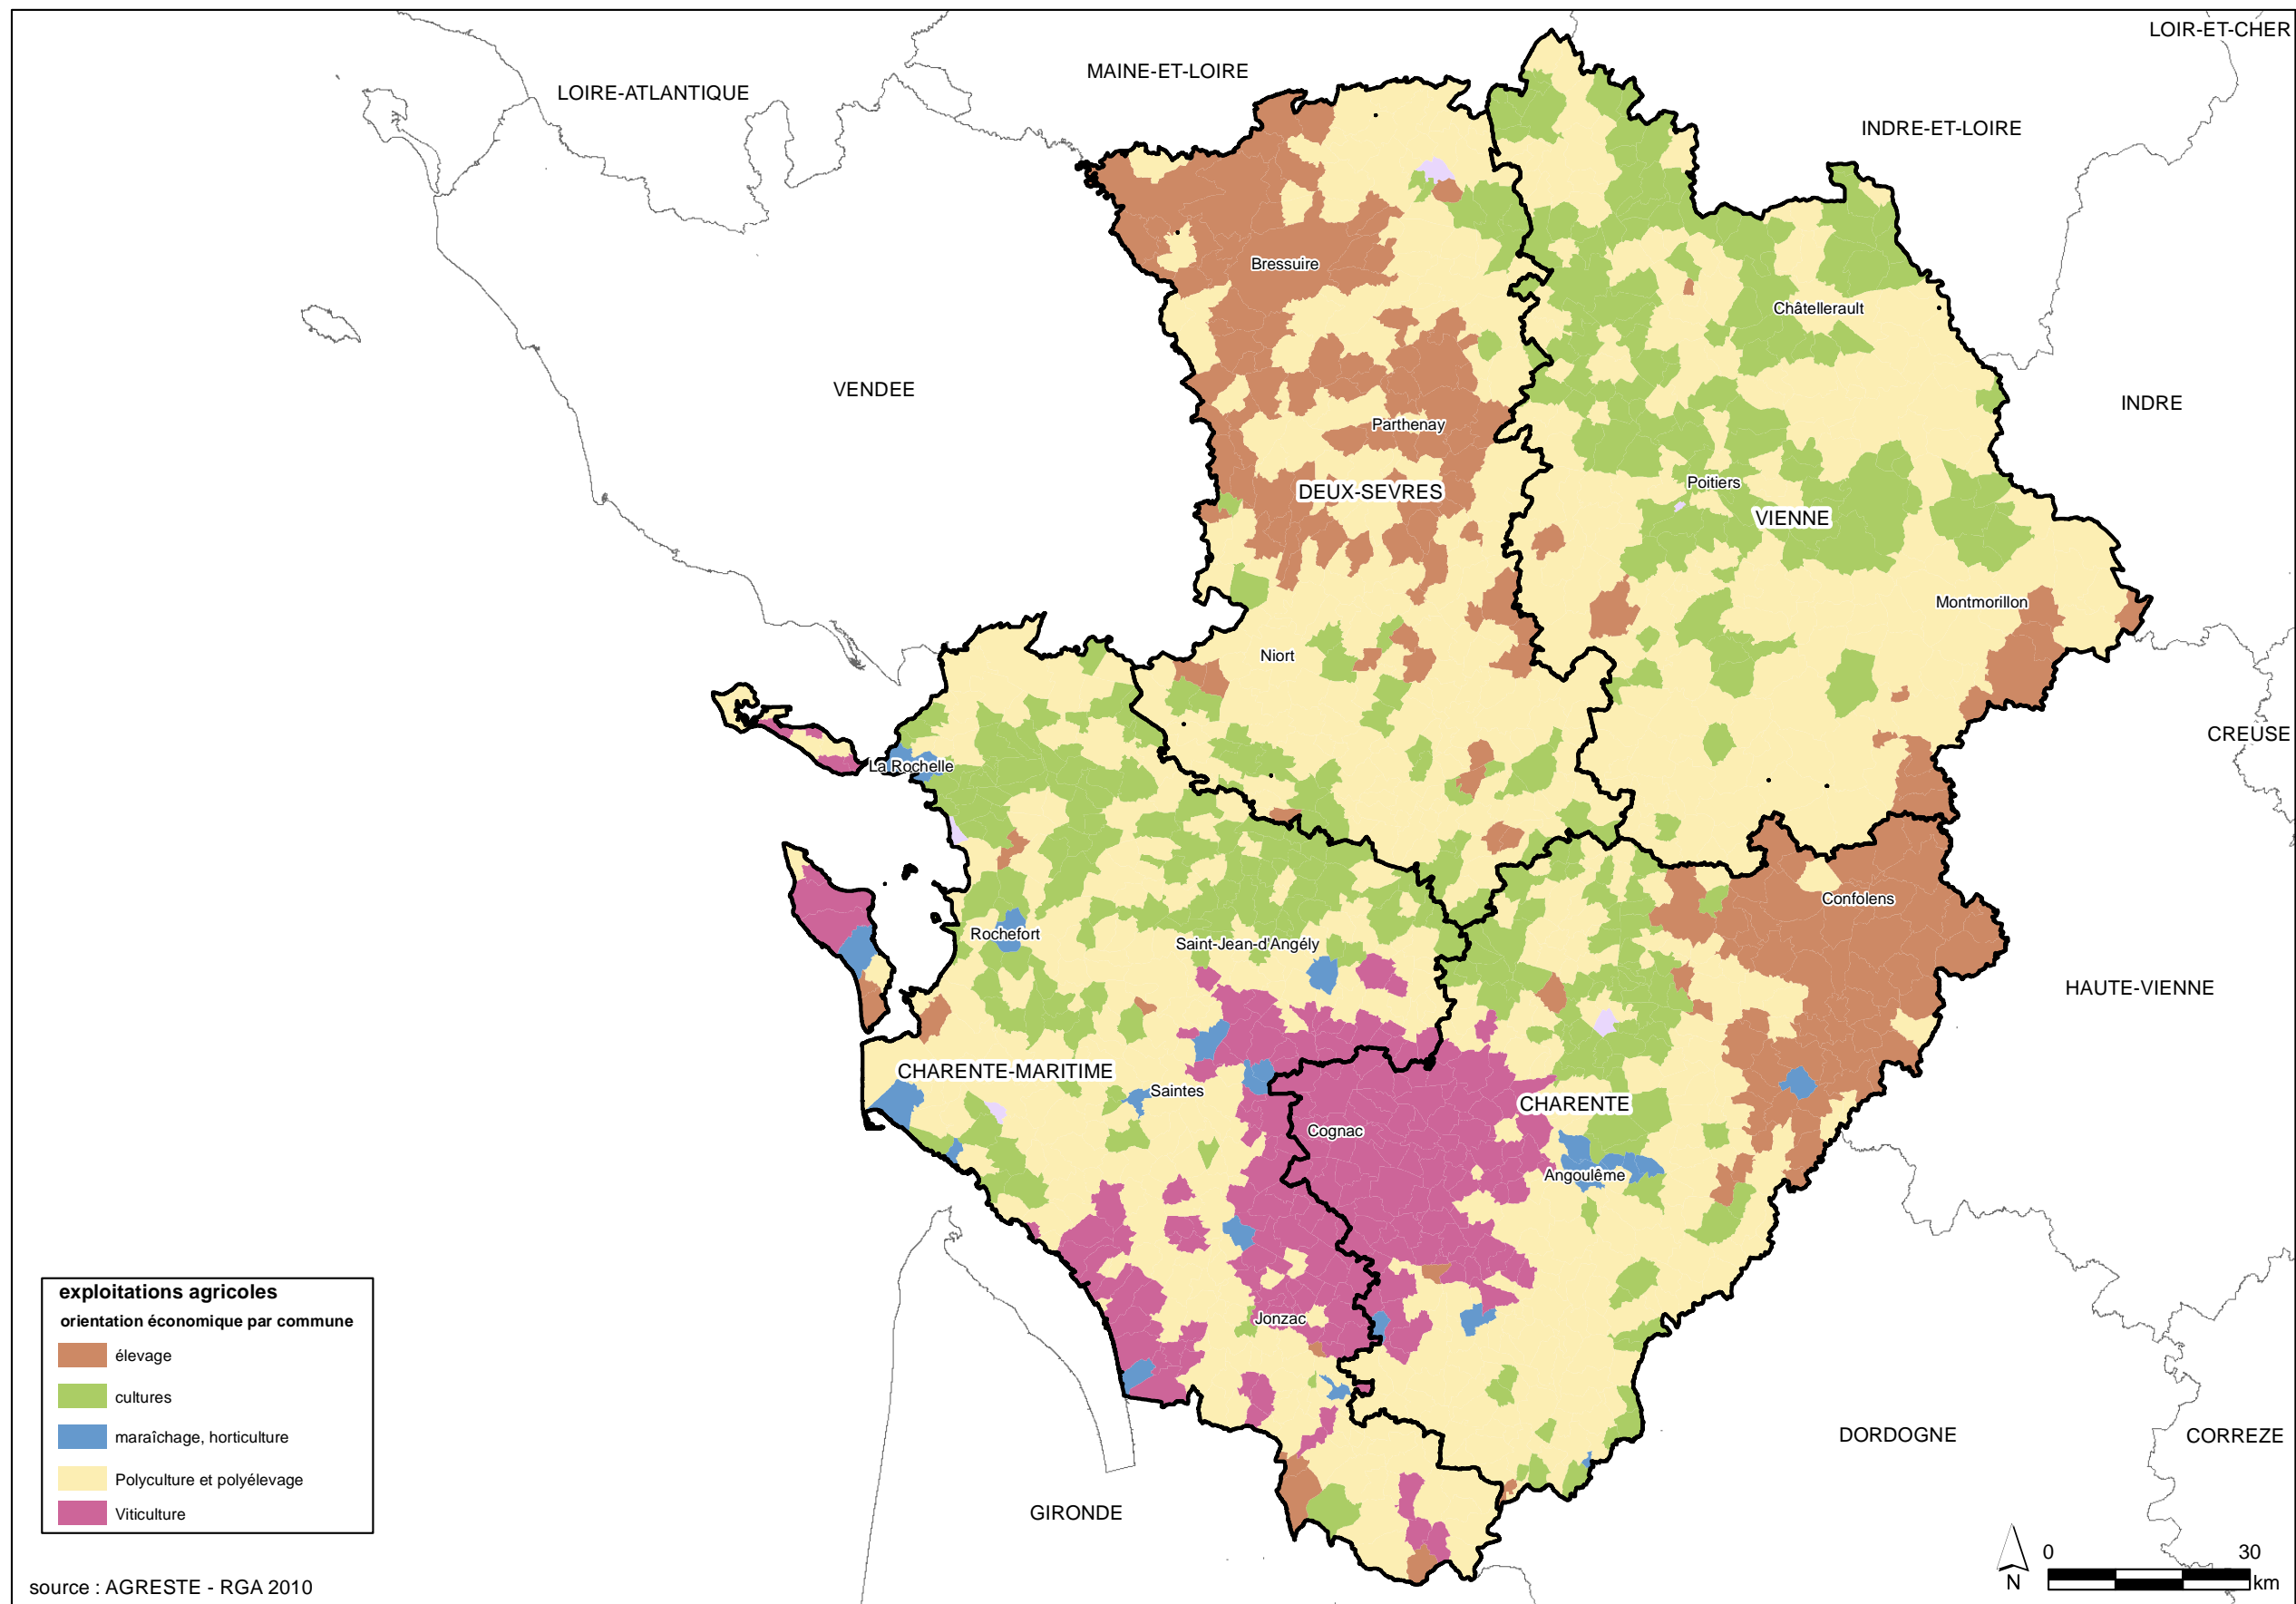 LOIR-ET-CHER
MAINE-ET-LOIRE
LOIRE-ATLANTIQUE
INDRE-ET-LOIRE
Bressuire
Châtellerault
VENDEE
INDRE
Parthenay
Poitiers
DEUX-SEVRES
VIENNE
Montmorillon
Niort
CREUSE
La Rochelle
Confolens
Rochefort
Saint-Jean-d'Angély
HAUTE-VIENNE
CHARENTE-MARITIME
Saintes
CHARENTE
Cognac
Angoulême
Jonzac
DORDOGNE
CORREZE
GIRONDE
exploitations agricoles
orientation économique par commune
élevage
cultures
maraîchage, horticulture
Polyculture et polyélevage
Viticulture
source : AGRESTE - RGA 2010
N
0 30
km